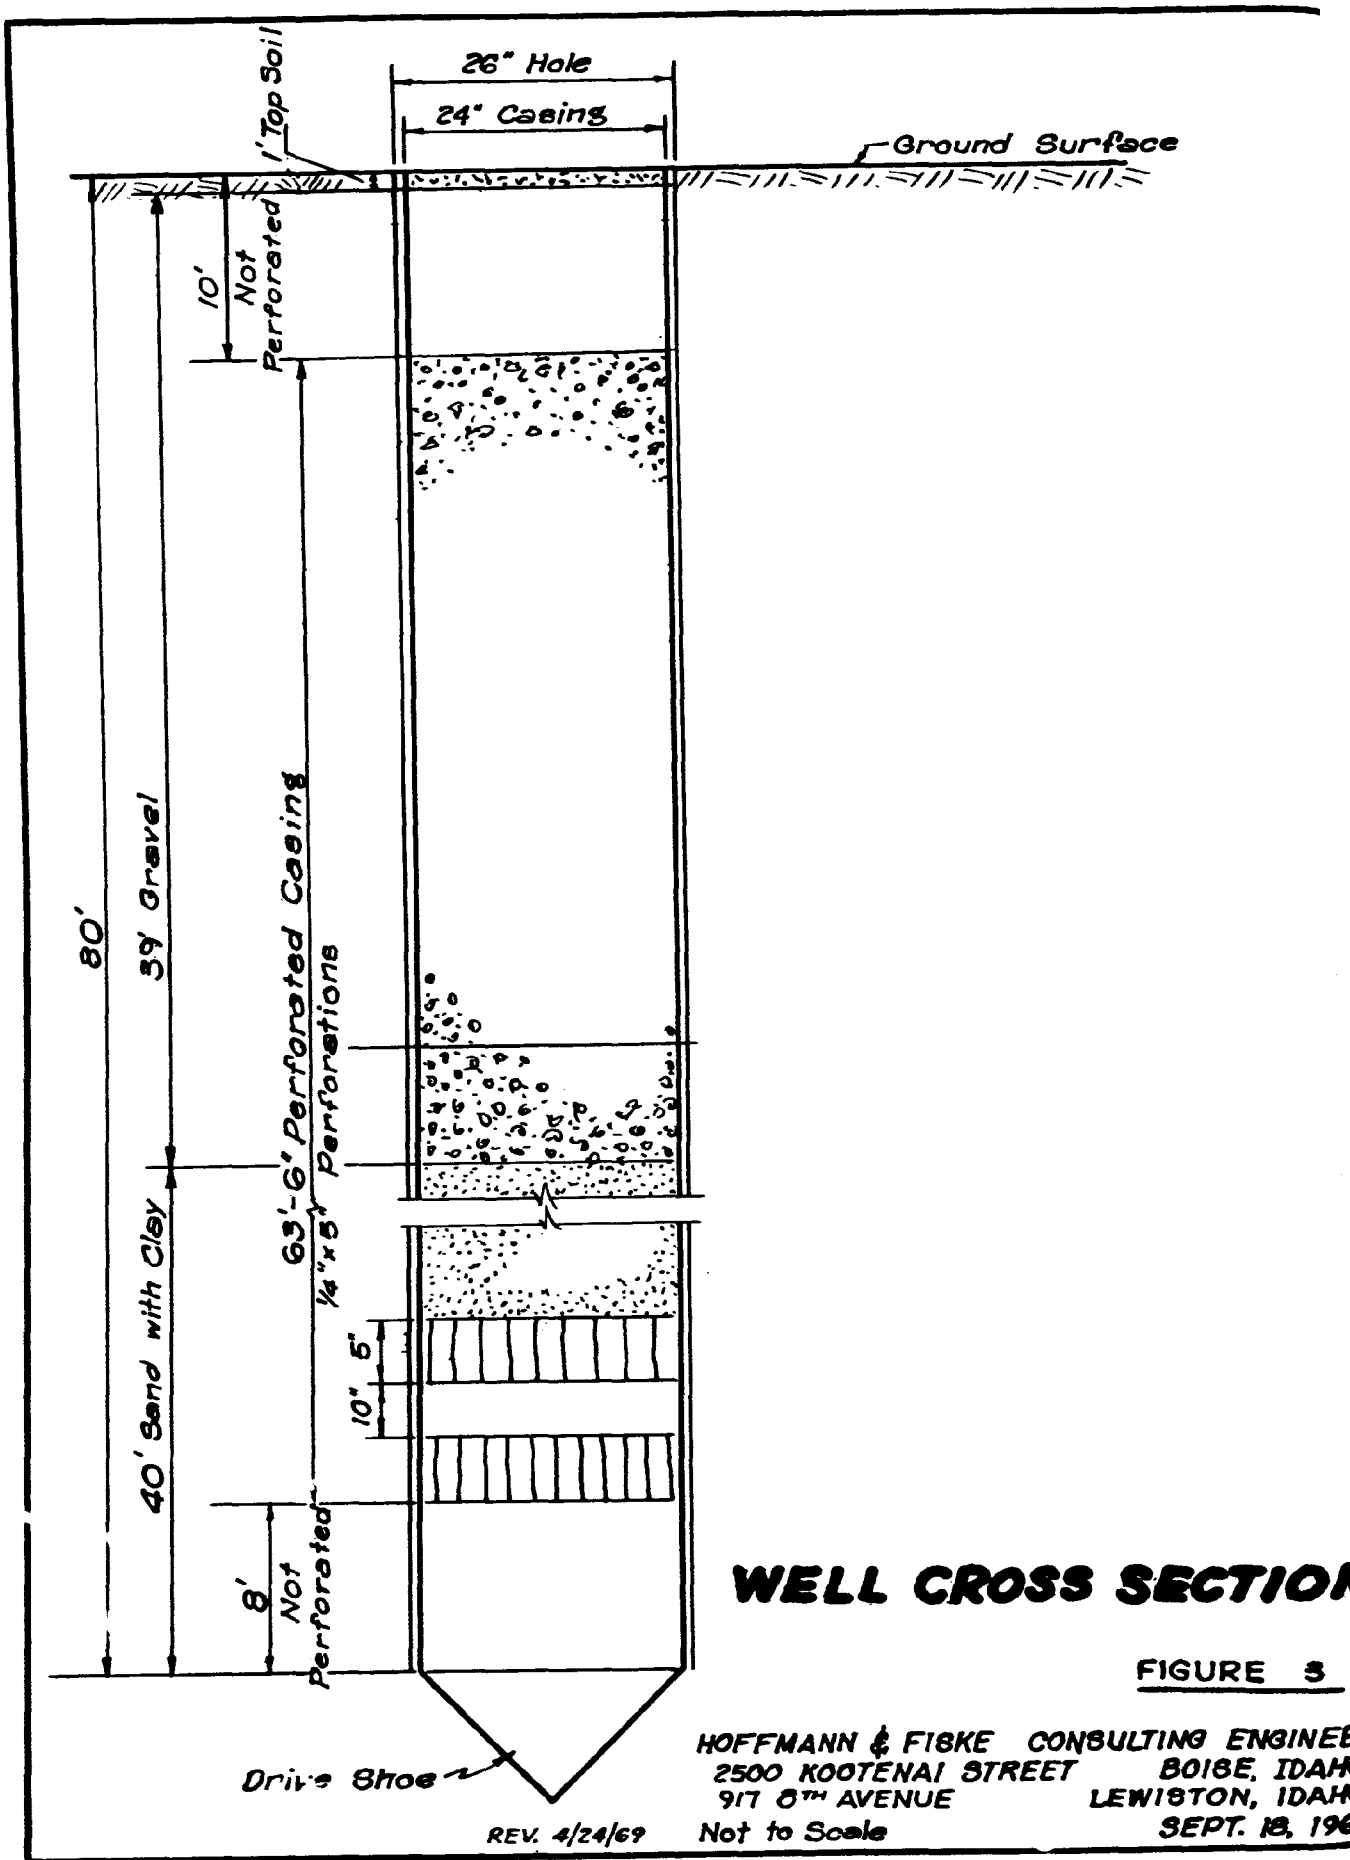 26" Hole
24" Casing
Ground Surface
1' Top Soil
10'
Not
Perforated
80'
39' Gravel
63'-6" Perforated Casing
1/4" x 5" Perforations
40' Sand with Clay
5"
10"
8'
Not
Perforated
Drive Shoe
WELL CROSS SECTION
FIGURE 3
HOFFMANN & FISKE CONSULTING ENGINEE
2500 KOOTENAI STREET BOISE, IDAH
917 8TH AVENUE LEWISTON, IDAH
REV. 4/24/69 Not to Scale SEPT. 18, 196